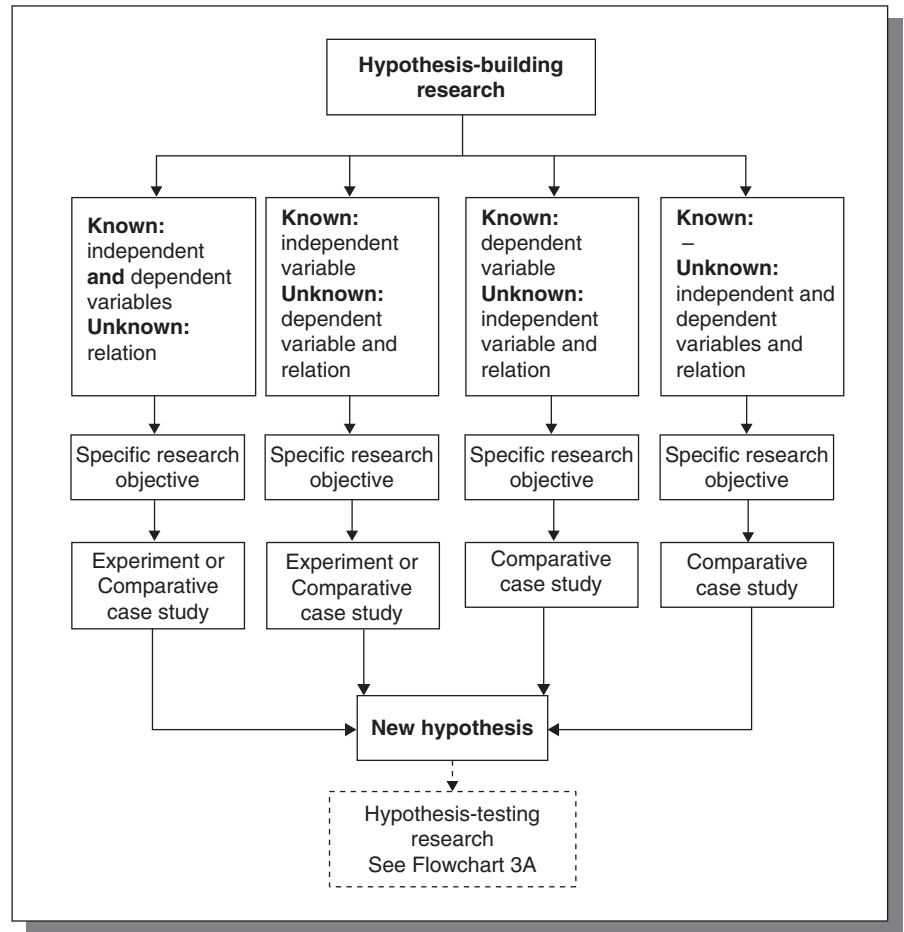 Hypothesis-building
research
Known:
independent
and dependent
variables
Unknown:
relation
Known:
independent
variable
Unknown:
dependent
variable and
relation
Known:
dependent
variable
Unknown:
independent
variable and
relation
Known:
–
Unknown:
independent and
dependent
variables and
relation
Specific research
objective
Specific research
objective
Specific research
objective
Specific research
objective
Experiment or
Comparative
case study
Experiment or
Comparative
case study
Comparative
case study
Comparative
case study
New hypothesis
Hypothesis-testing
research
See Flowchart 3A